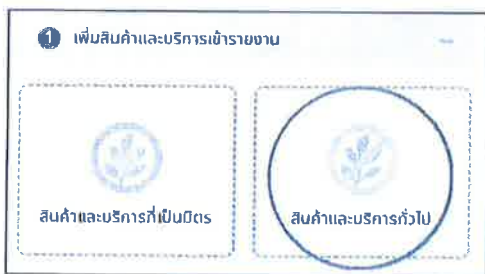 1 เพิ่มสินค้าและบริการเข้ารายงาน
สินค้าและบริการที่เป็นมิตร
สินค้าและบริการทั่วไป